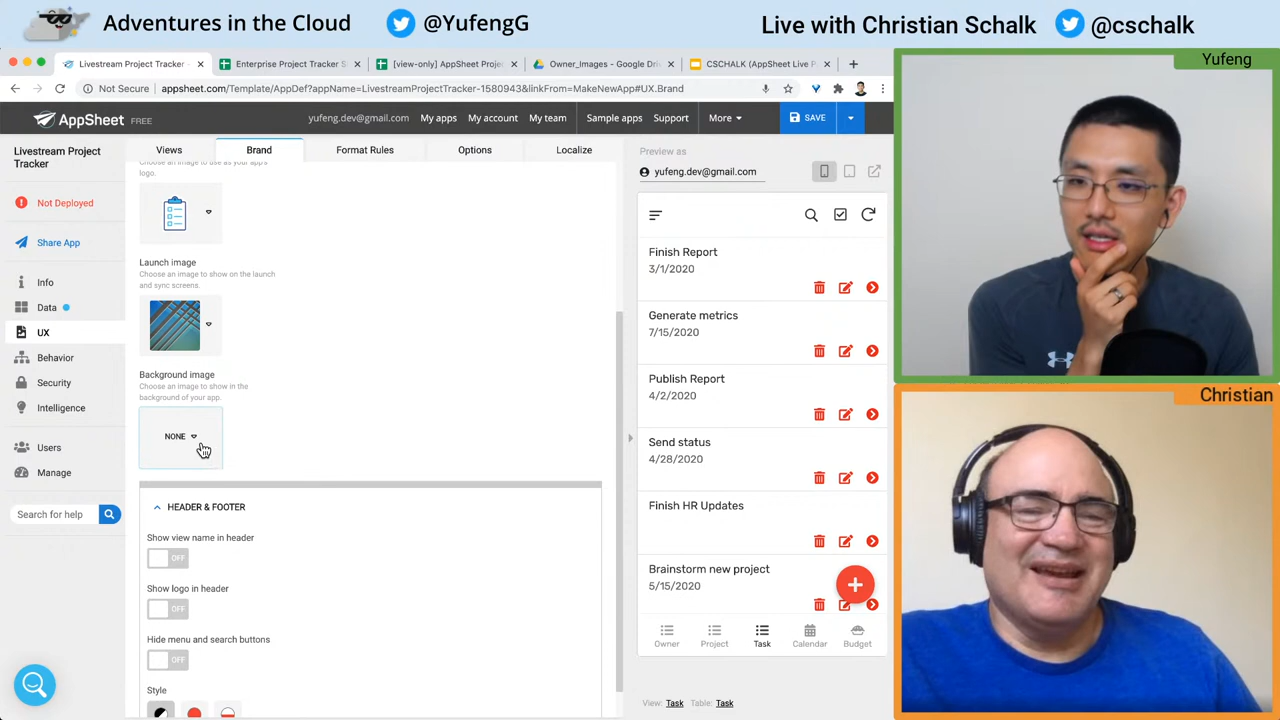 Adventures in the Cloud
@YufengG
Live with Christian Schalk
@cschalk
Livestream Project Tracker -
Enterprise Project Tracker S
[view-only] AppSheet Proje
Owner_Images - Google Dri
CSCHALK (AppSheet Live P
Not Secure
appsheet.com/Template/AppDef?appName=LivestreamProjectTracker-1580943&linkFrom=MakeNewApp#UX.Brand
AppSheet FREE
yufeng.dev@gmail.com
My apps
My account
My team
Sample apps
Support
More
SAVE
Livestream Project
Tracker
Not Deployed
Share App
Info
Data
UX
Behavior
Security
Intelligence
Users
Manage
Search for help
Views
Brand
Format Rules
Options
Localize
Choose an image to use as your app's
logo.
Launch image
Choose an image to show on the launch
and sync screens.
Background image
Choose an image to show in the
background of your app.
NONE
HEADER & FOOTER
Show view name in header
OFF
Show logo in header
OFF
Hide menu and search buttons
OFF
Style
Preview as
yufeng.dev@gmail.com
Finish Report
3/1/2020
Generate metrics
7/15/2020
Publish Report
4/2/2020
Send status
4/28/2020
Finish HR Updates
Brainstorm new project
5/15/2020
Owner
Project
Task
Calendar
Budget
View: Task Table: Task
Yufeng
Christian